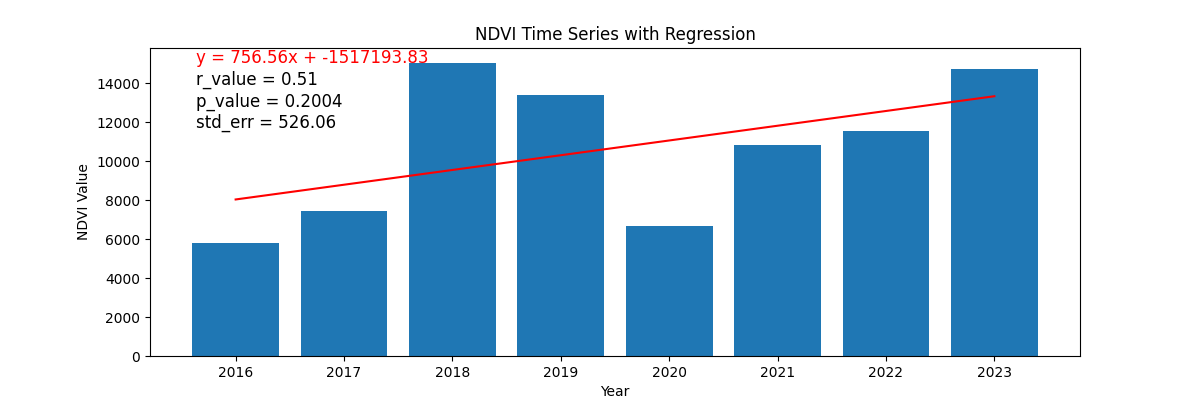 NDVI Time Series with Regression
y = 756.56x + -1517193.83
r_value = 0.51
p_value = 0.2004
std_err = 526.06
NDVI Value
14000
12000
10000
8000
6000
4000
2000
0
2016 2017 2018 2019 2020 2021 2022 2023
Year